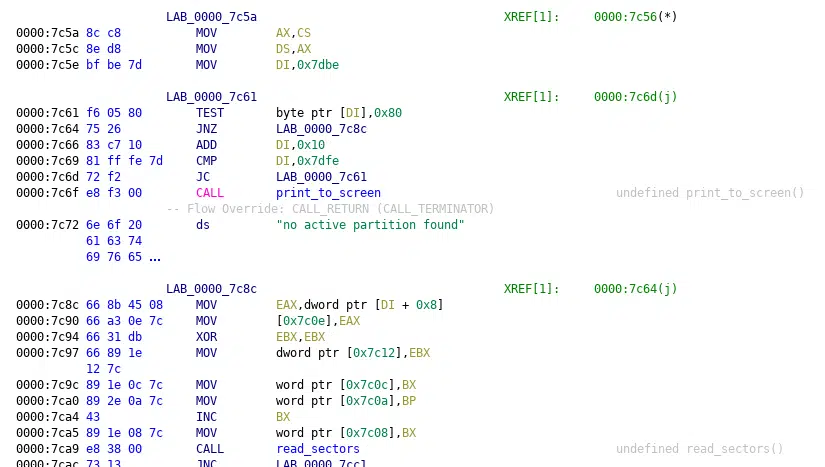 LAB_0000_7c5a XREF[1]: 0000:7c56(*)
0000:7c5a 8c c8 MOV AX,CS
0000:7c5c 8e d8 MOV DS,AX
0000:7c5e bf be 7d MOV DI,0x7dbe
LAB_0000_7c61 XREF[1]: 0000:7c6d(j)
0000:7c61 f6 05 80 TEST byte ptr [DI],0x80
0000:7c64 75 26 JNZ LAB_0000_7c8c
0000:7c66 83 c7 10 ADD DI,0x10
0000:7c69 81 ff fe 7d CMP DI,0x7dfe
0000:7c6d 72 f2 JC LAB_0000_7c61
0000:7c6f e8 f3 00 CALL print_to_screen undefined print_to_screen()
-- Flow Override: CALL_RETURN (CALL_TERMINATOR)
0000:7c72 6e 6f 20 ds "no active partition found"
61 63 74
69 76 65 ...
LAB_0000_7c8c XREF[1]: 0000:7c64(j)
0000:7c8c 66 8b 45 08 MOV EAX,dword ptr [DI + 0x8]
0000:7c90 66 a3 0e 7c MOV [0x7c0e],EAX
0000:7c94 66 31 db XOR EBX,EBX
0000:7c97 66 89 1e MOV dword ptr [0x7c12],EBX
12 7c
0000:7c9c 89 1e 0c 7c MOV word ptr [0x7c0c],BX
0000:7ca0 89 2e 0a 7c MOV word ptr [0x7c0a],BP
0000:7ca4 43 INC BX
0000:7ca5 89 1e 08 7c MOV word ptr [0x7c08],BX
0000:7ca9 e8 38 00 CALL read_sectors undefined read_sectors()
0000:7cac 73 13 JNC LAB_0000_7cc1